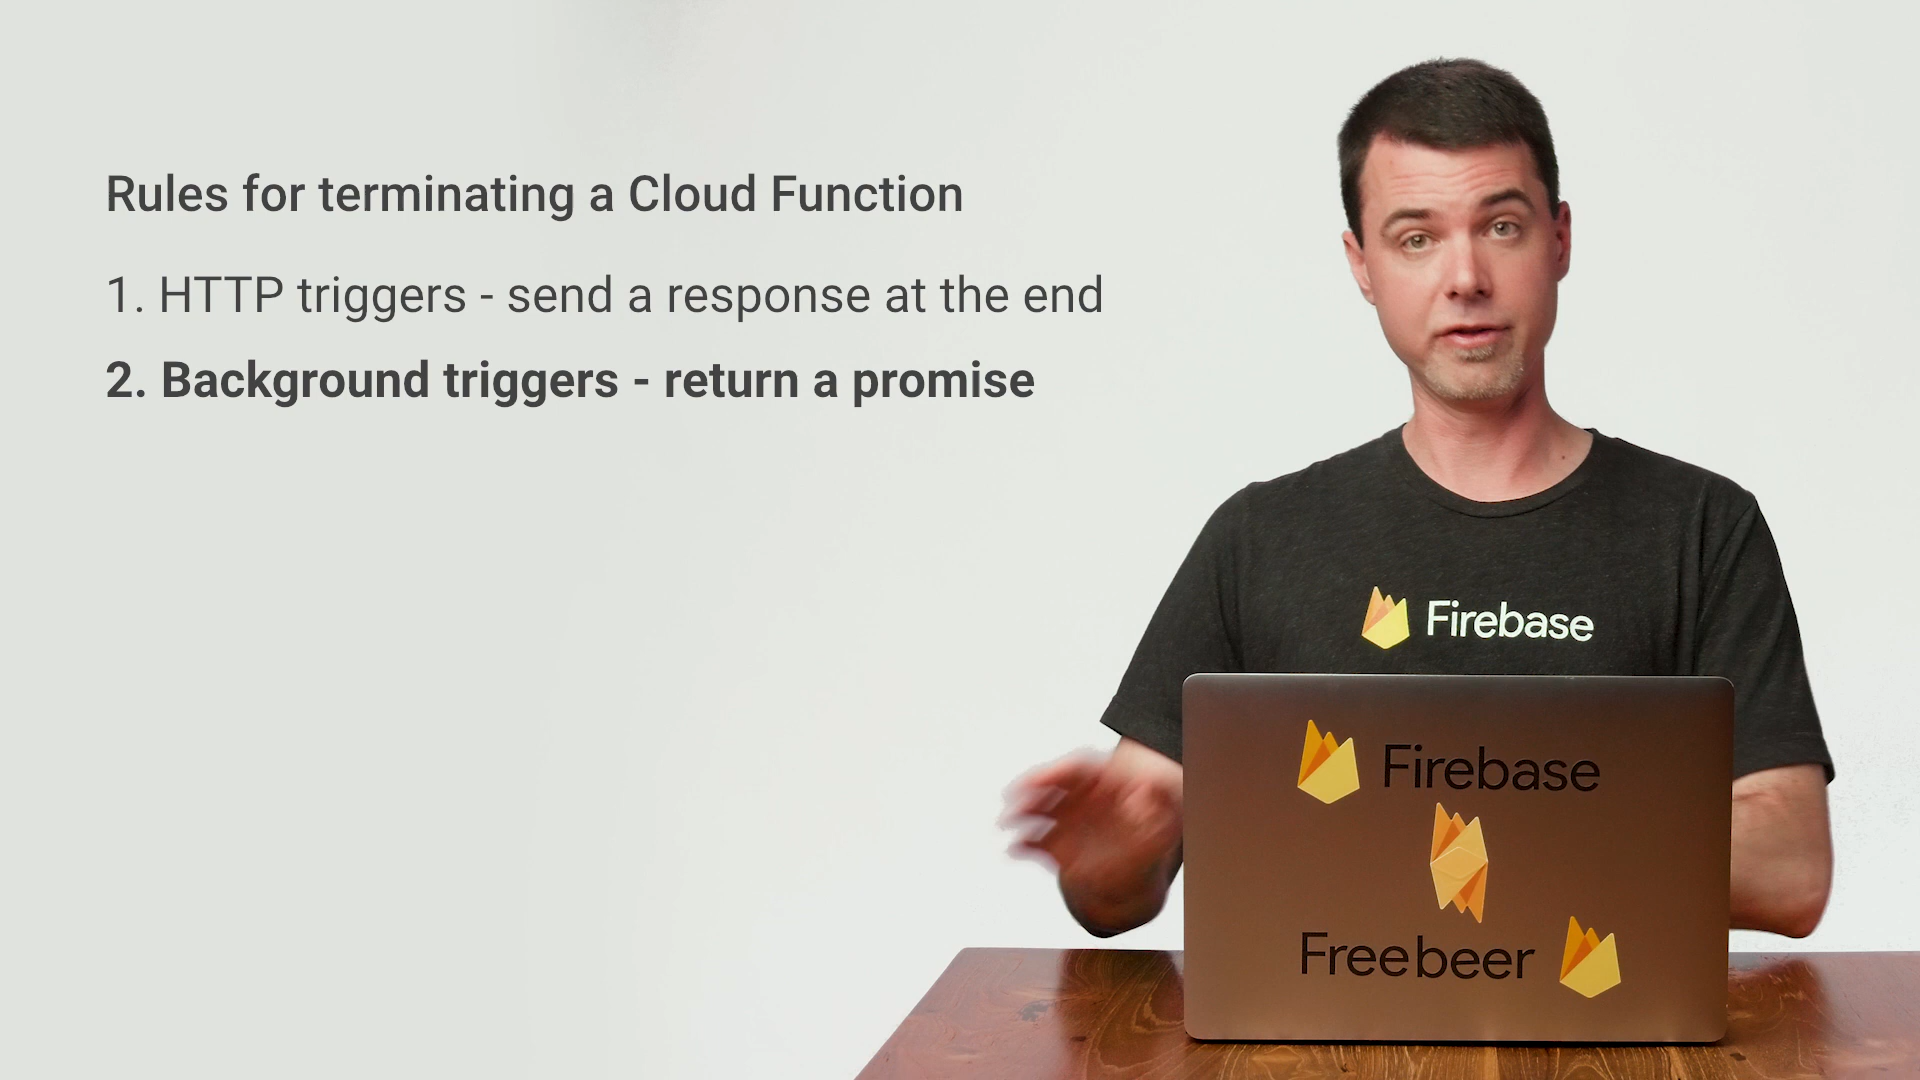 Rules for terminating a Cloud Function
1. HTTP triggers - send a response at the end
2. Background triggers - return a promise
Firebase
Firebase
Freebeer